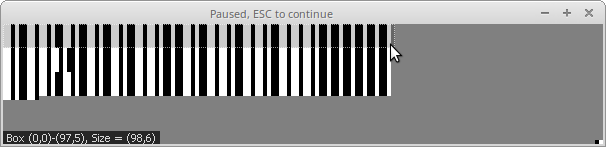 Paused, ESC to continue
Box (0,0)-(97,5), Size = (98,6)